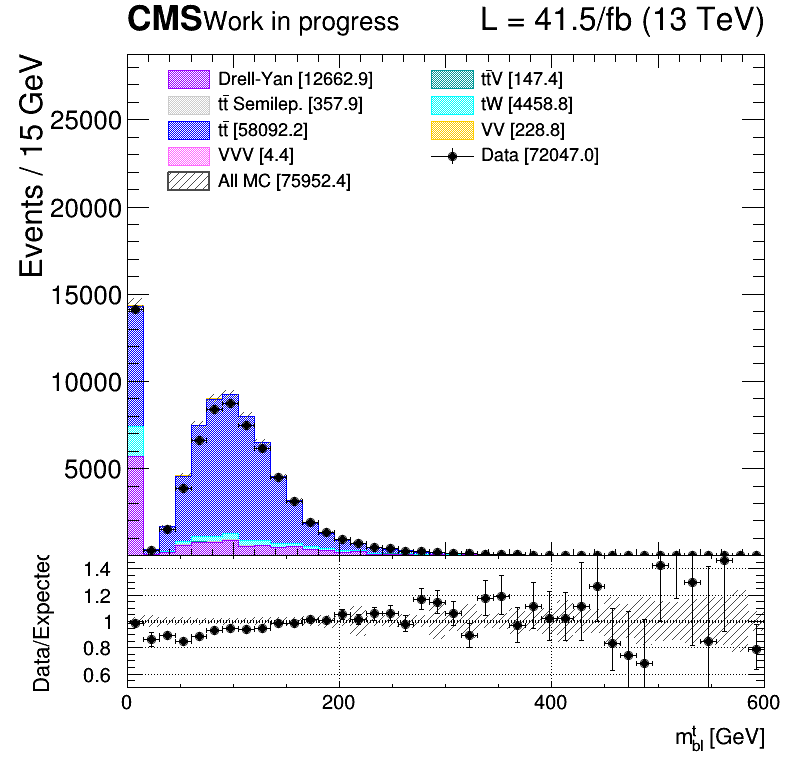 CMS Work in progress L = 41.5/fb (13 TeV)
Events / 15 GeV
25000
20000
15000
10000
5000
Drell-Yan [12662.9]
tt̄ Semilep. [357.9]
tt̄ [58092.2]
VVV [4.4]
All MC [75952.4]
tt̄V [147.4]
tW [4458.8]
VV [228.8]
Data [72047.0]
Data/Expected
1.4
1.2
1
0.8
0.6
0 200 400 600
m^t_bl [GeV]